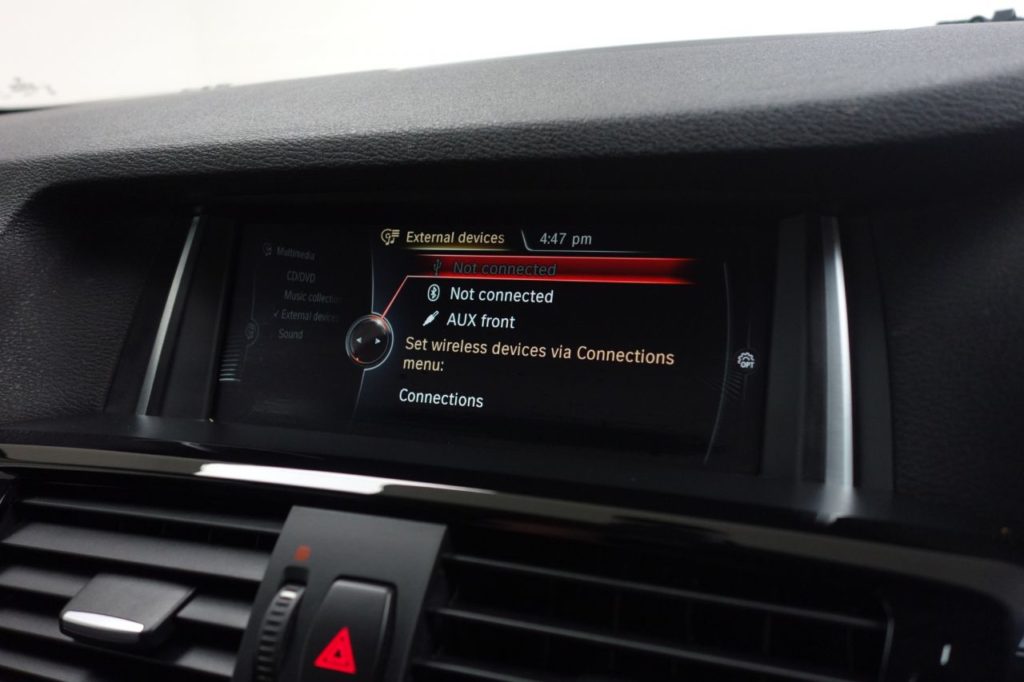 External devices
4:47 pm
Multimedia
CD/DVD
Music collection
External devices
Sound
Not connected
Not connected
AUX front
Set wireless devices via Connections
menu:
Connections
OPT